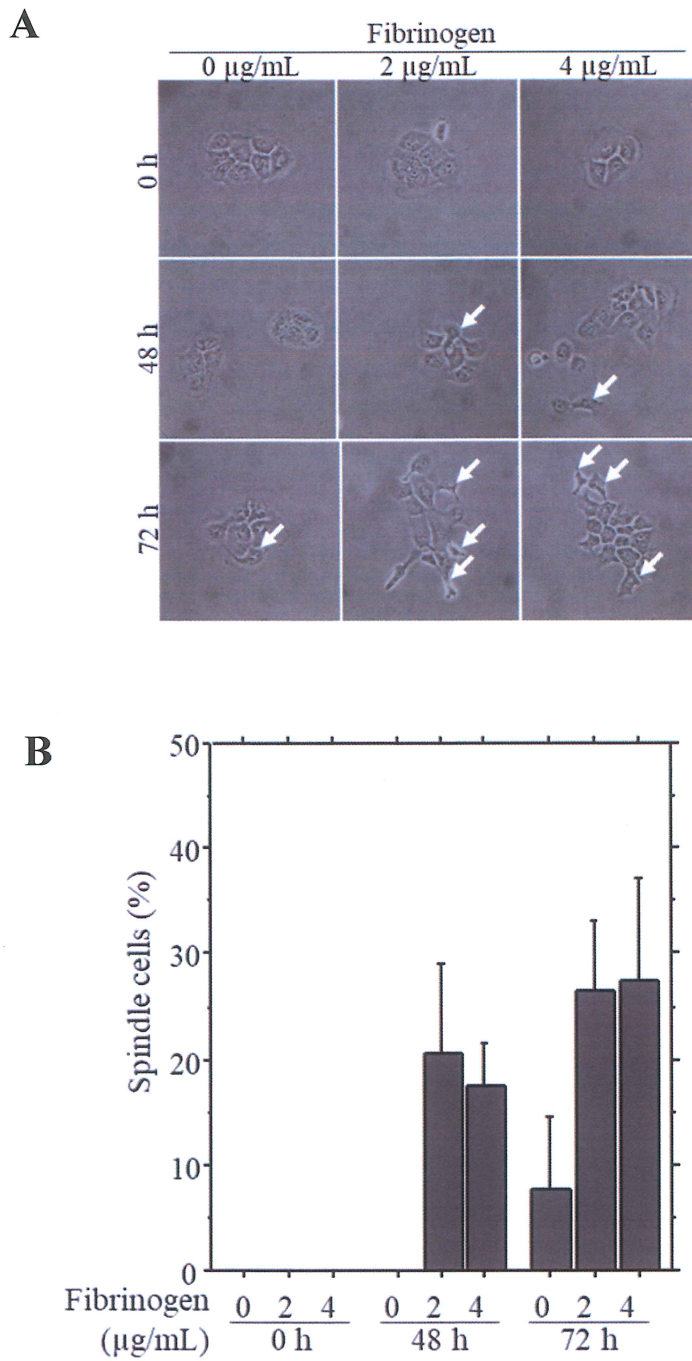 A
Fibrinogen
0 µg/mL 2 µg/mL 4 µg/mL
0 h
48 h
72 h
B
50
40
30
20
10
0
Spindle cells (%)
Fibrinogen 0 2 4 0 2 4 0 2 4
(µg/mL) 0 h 48 h 72 h